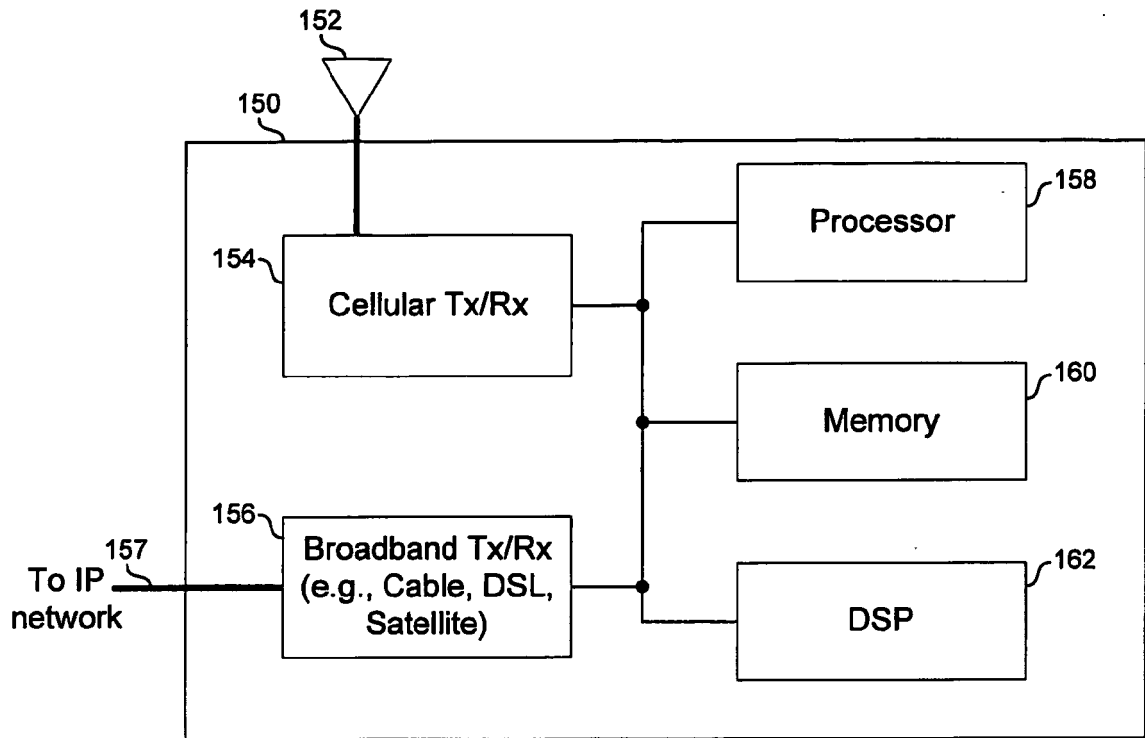 152
150
Processor
158
154
Cellular Tx/Rx
Memory
160
156
Broadband Tx/Rx
(e.g., Cable, DSL,
Satellite)
157
To IP
network
DSP
162